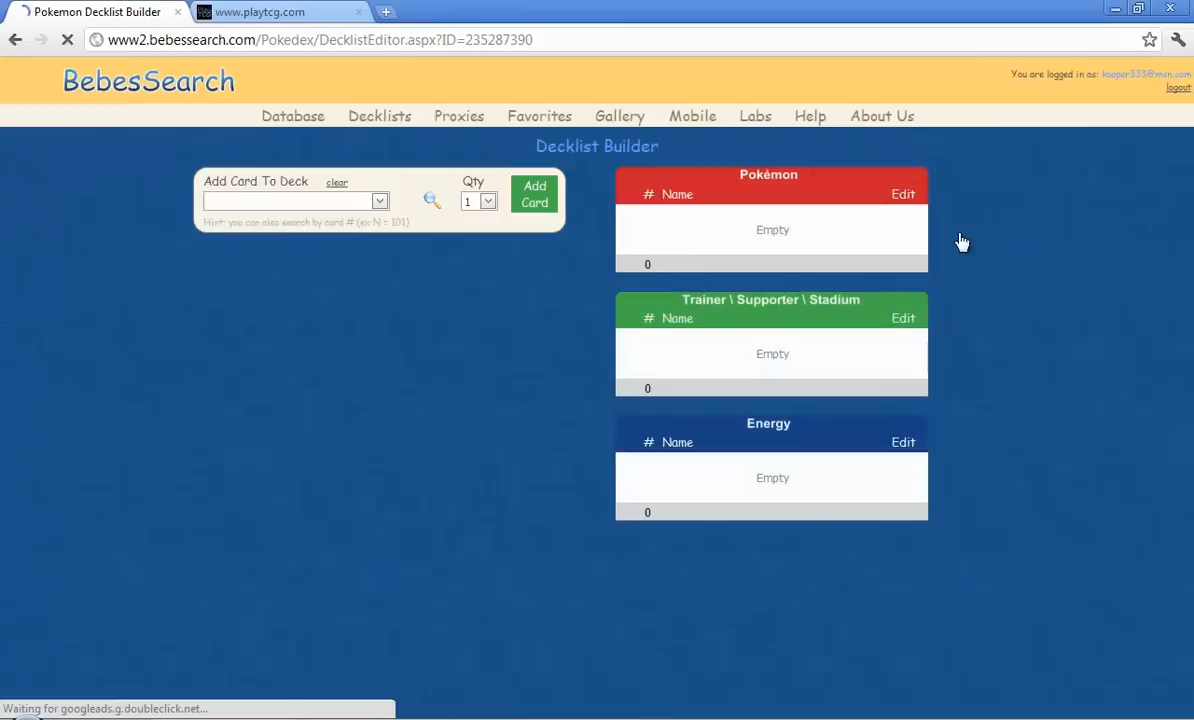 Pokemon Decklist Builder
www.playtcg.com
www2.bebessearch.com/Pokedex/DecklistEditor.aspx?ID=235287390
BebesSearch
You are logged in as: kooper333@msn.com
logout
Database Decklists Proxies Favorites Gallery Mobile Labs Help About Us
Decklist Builder
Add Card To Deck clear Qty
1
Add Card
Hint: you can also search by card # (ex N = 101)
Pokémon
# Name Edit
Empty
0
Trainer \ Supporter \ Stadium
# Name Edit
Empty
0
Energy
# Name Edit
Empty
0
Waiting for googleads.g.doubleclick.net...